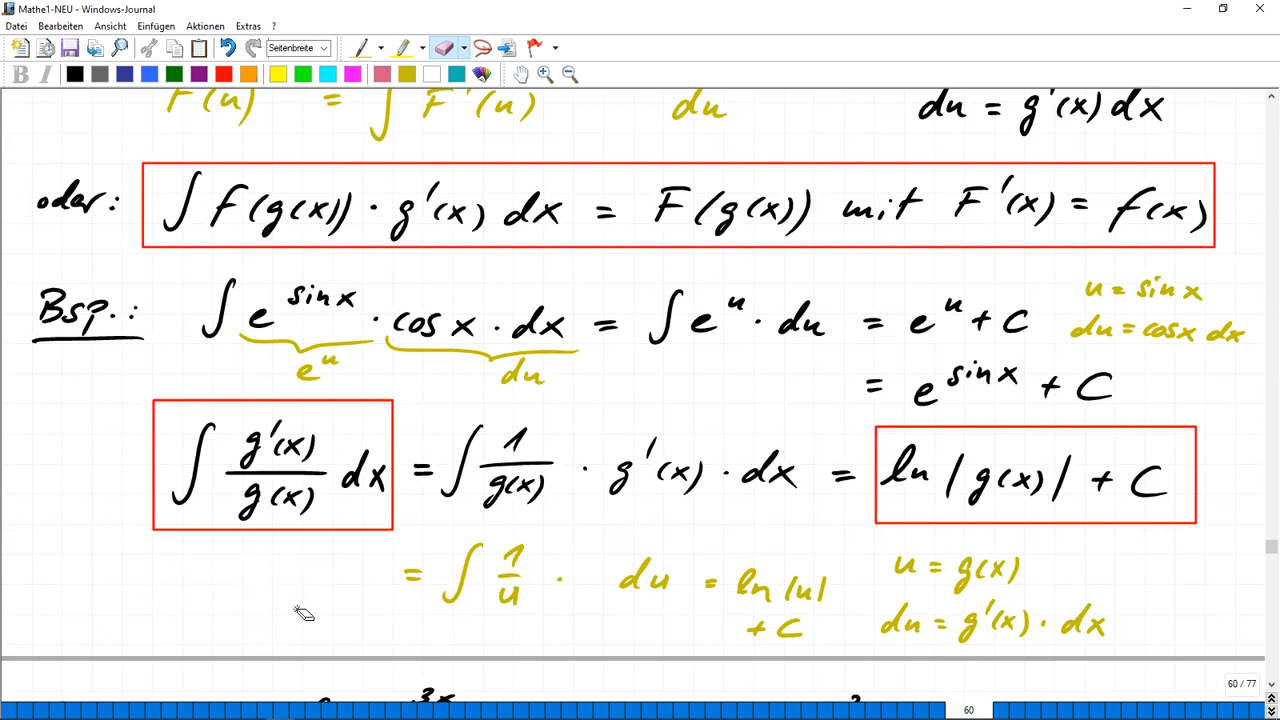 Mathe1-NEU - Windows-Journal
Datei Bearbeiten Ansicht Einfügen Aktionen Extras ?
Seitenbreite
B I
F(u) = ∫ F'(u) du du = g'(x) dx
oder: ∫ f(g(x)) · g'(x) dx = F(g(x)) mit F'(x) = f(x)
Bsp.: ∫ e^{sin x} · cos x · dx = ∫ e^u · du = e^u + C u = sin x
du = cos x dx
e^u du
= e^{sin x} + C
∫ g'(x)/g(x) dx = ∫ 1/g(x) · g'(x) · dx = ln |g(x)| + C
= ∫ 1/u · du = ln |u| + C u = g(x)
du = g'(x) · dx
60 / 77
60